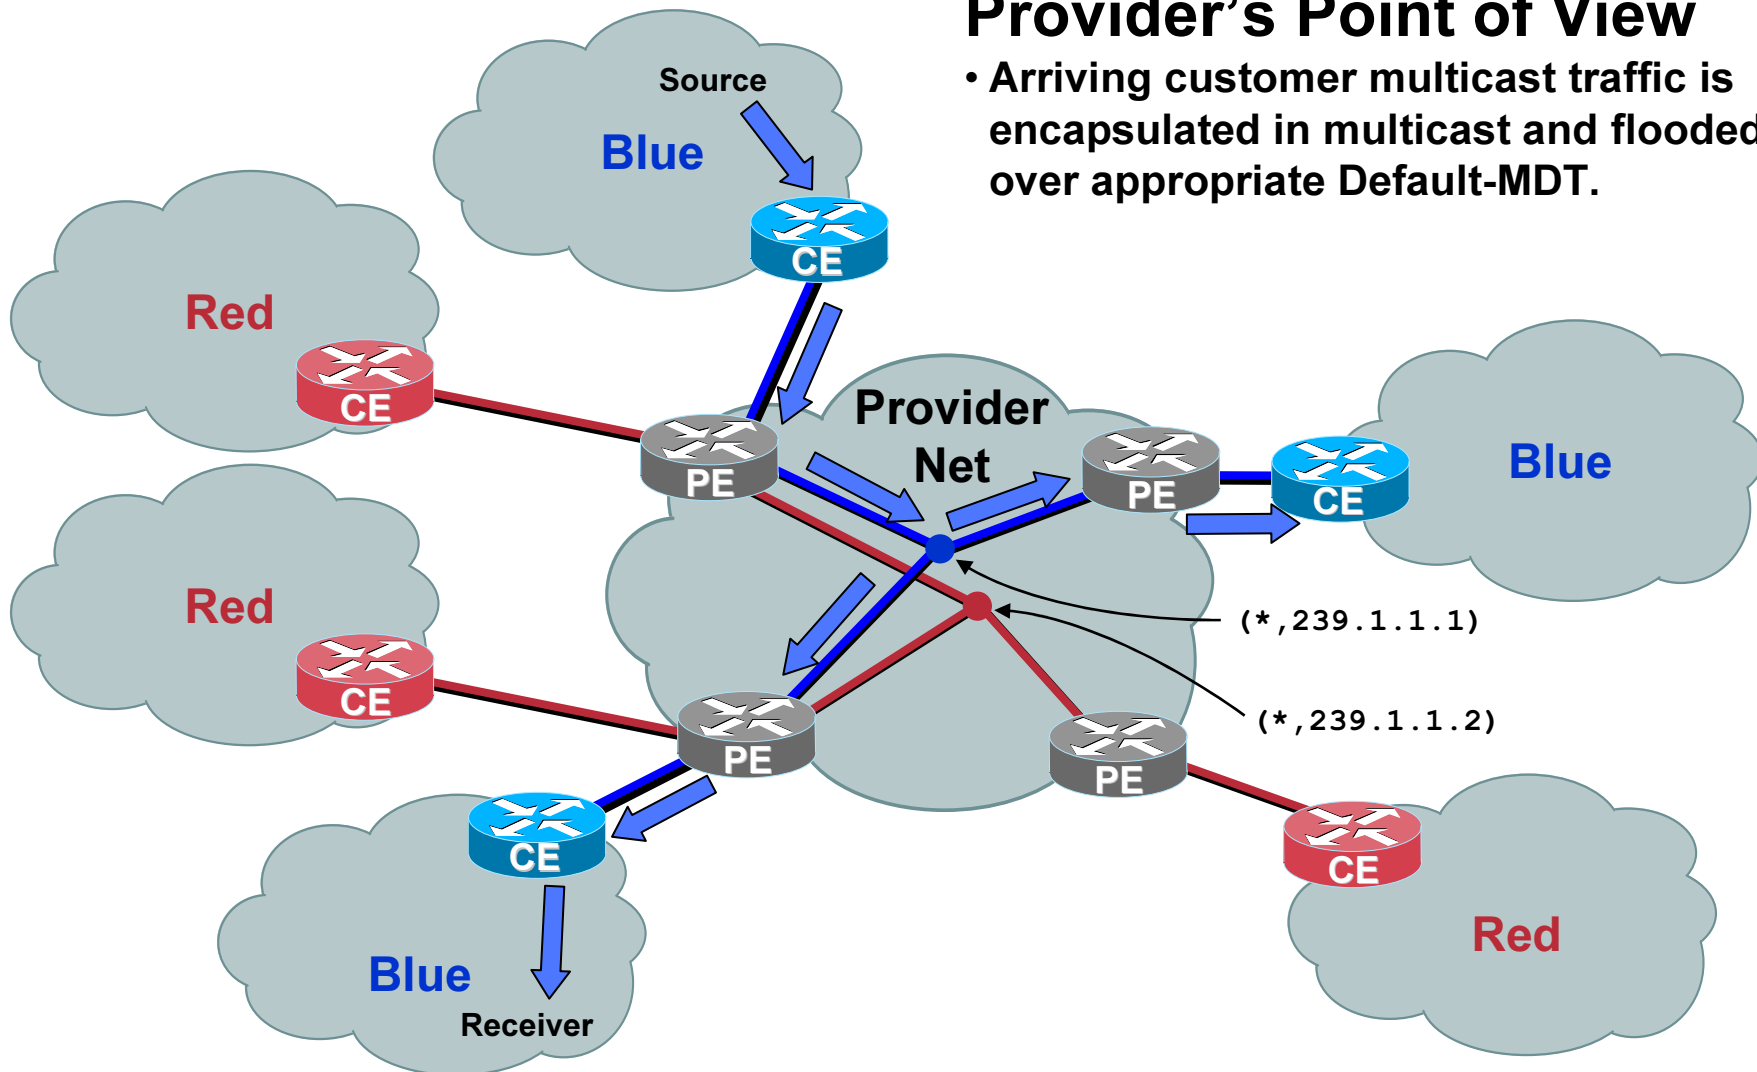 Provider's Point of View
• Arriving customer multicast traffic is
encapsulated in multicast and flooded
over appropriate Default-MDT.
Source
Blue
CE
Red
CE
Provider
Net
PE
PE
CE
Blue
Red
CE
(*,239.1.1.1)
(*,239.1.1.2)
PE
PE
CE
Blue
Receiver
CE
Red